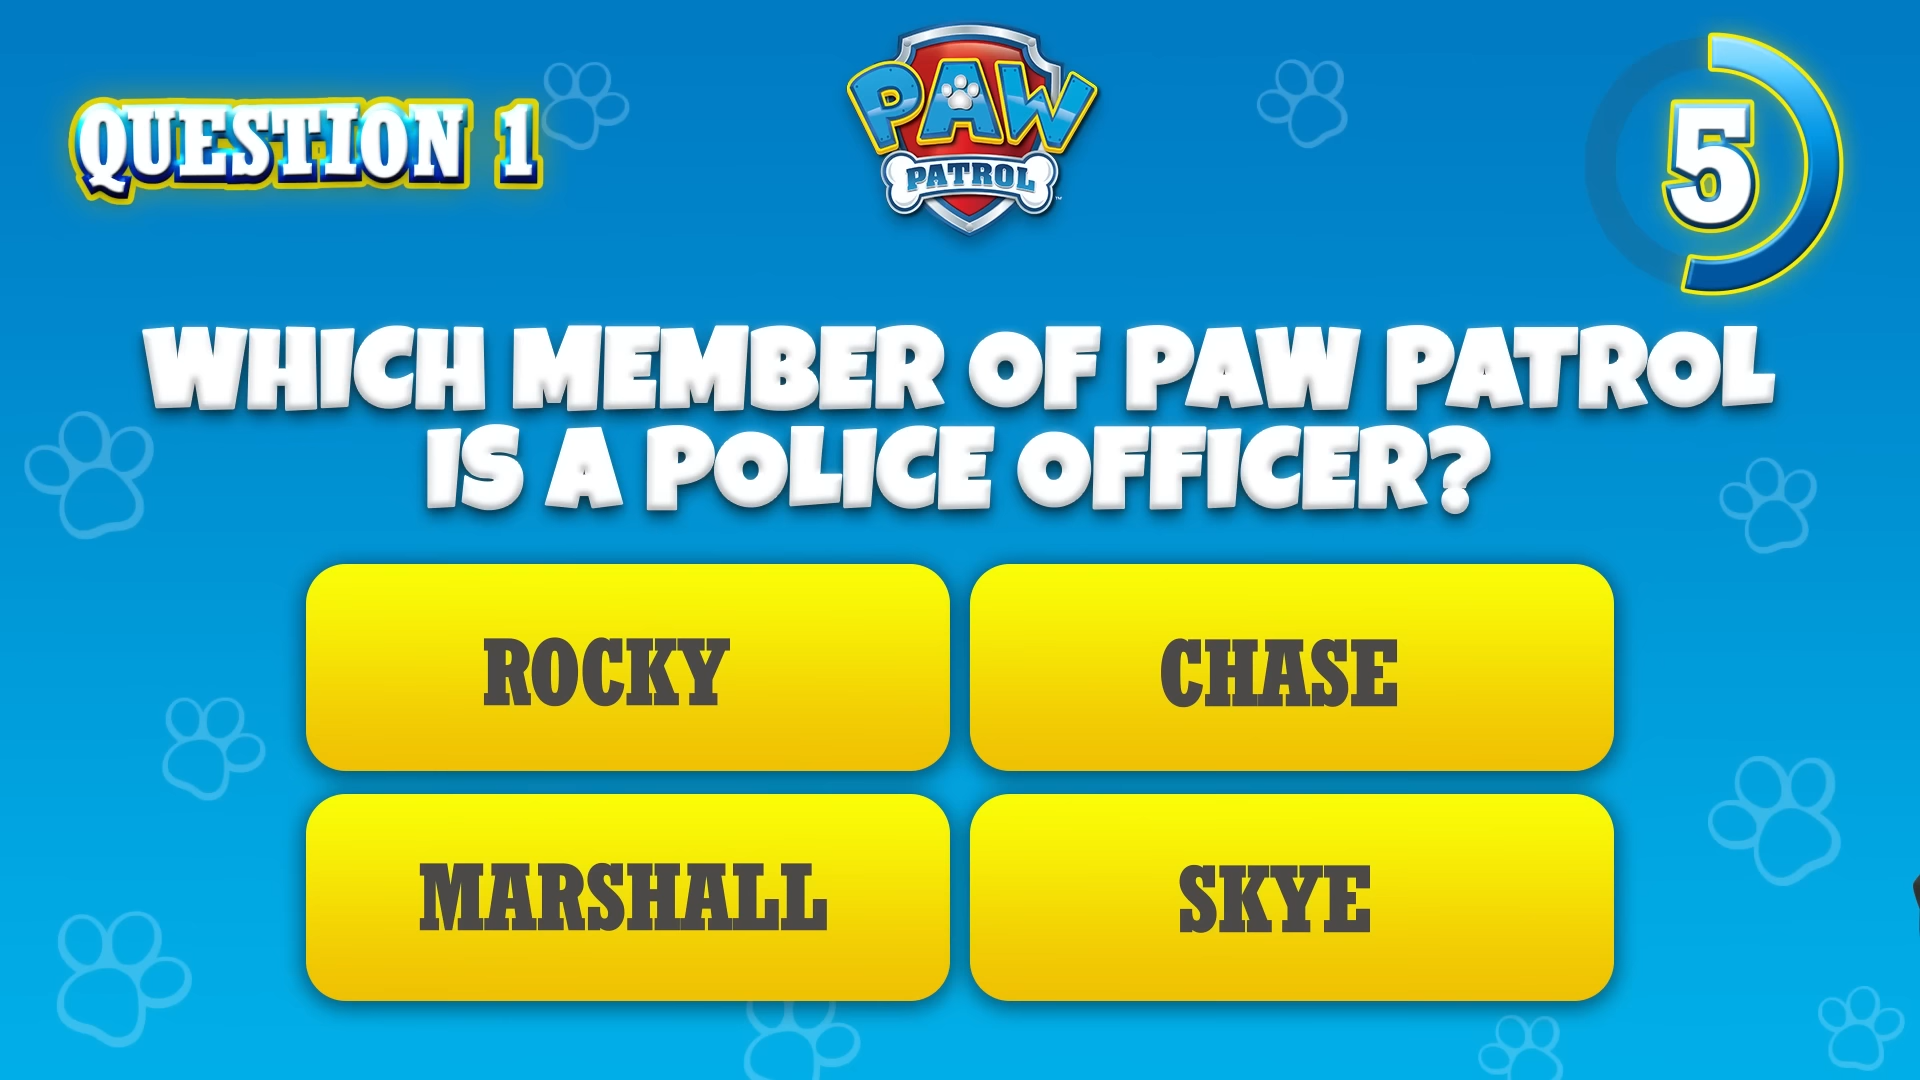 QUESTION 1
PAW
PATROL
5
WHICH MEMBER OF PAW PATROL
IS A POLICE OFFICER?
ROCKY
CHASE
MARSHALL
SKYE